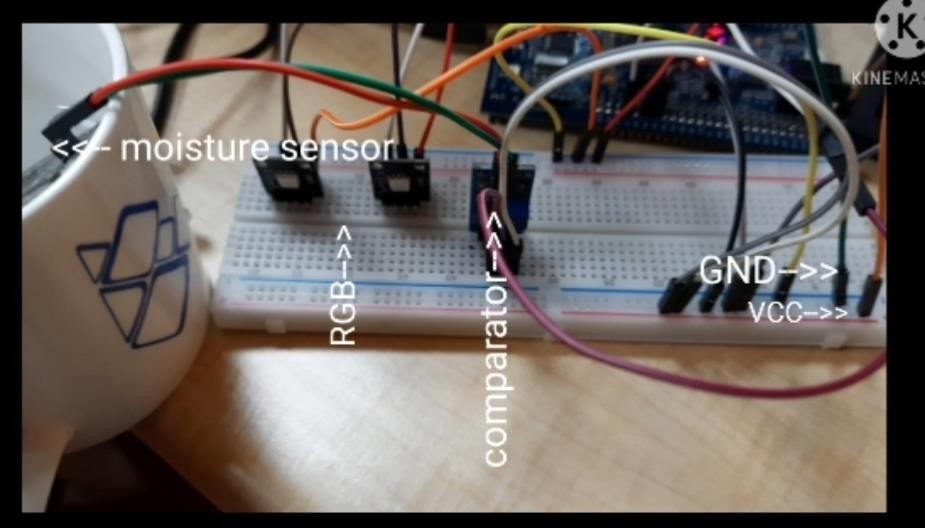 K
KINEMAS
<<-- moisture sensor
RGB-->>
comparator-->>
GND-->>
VCC-->>